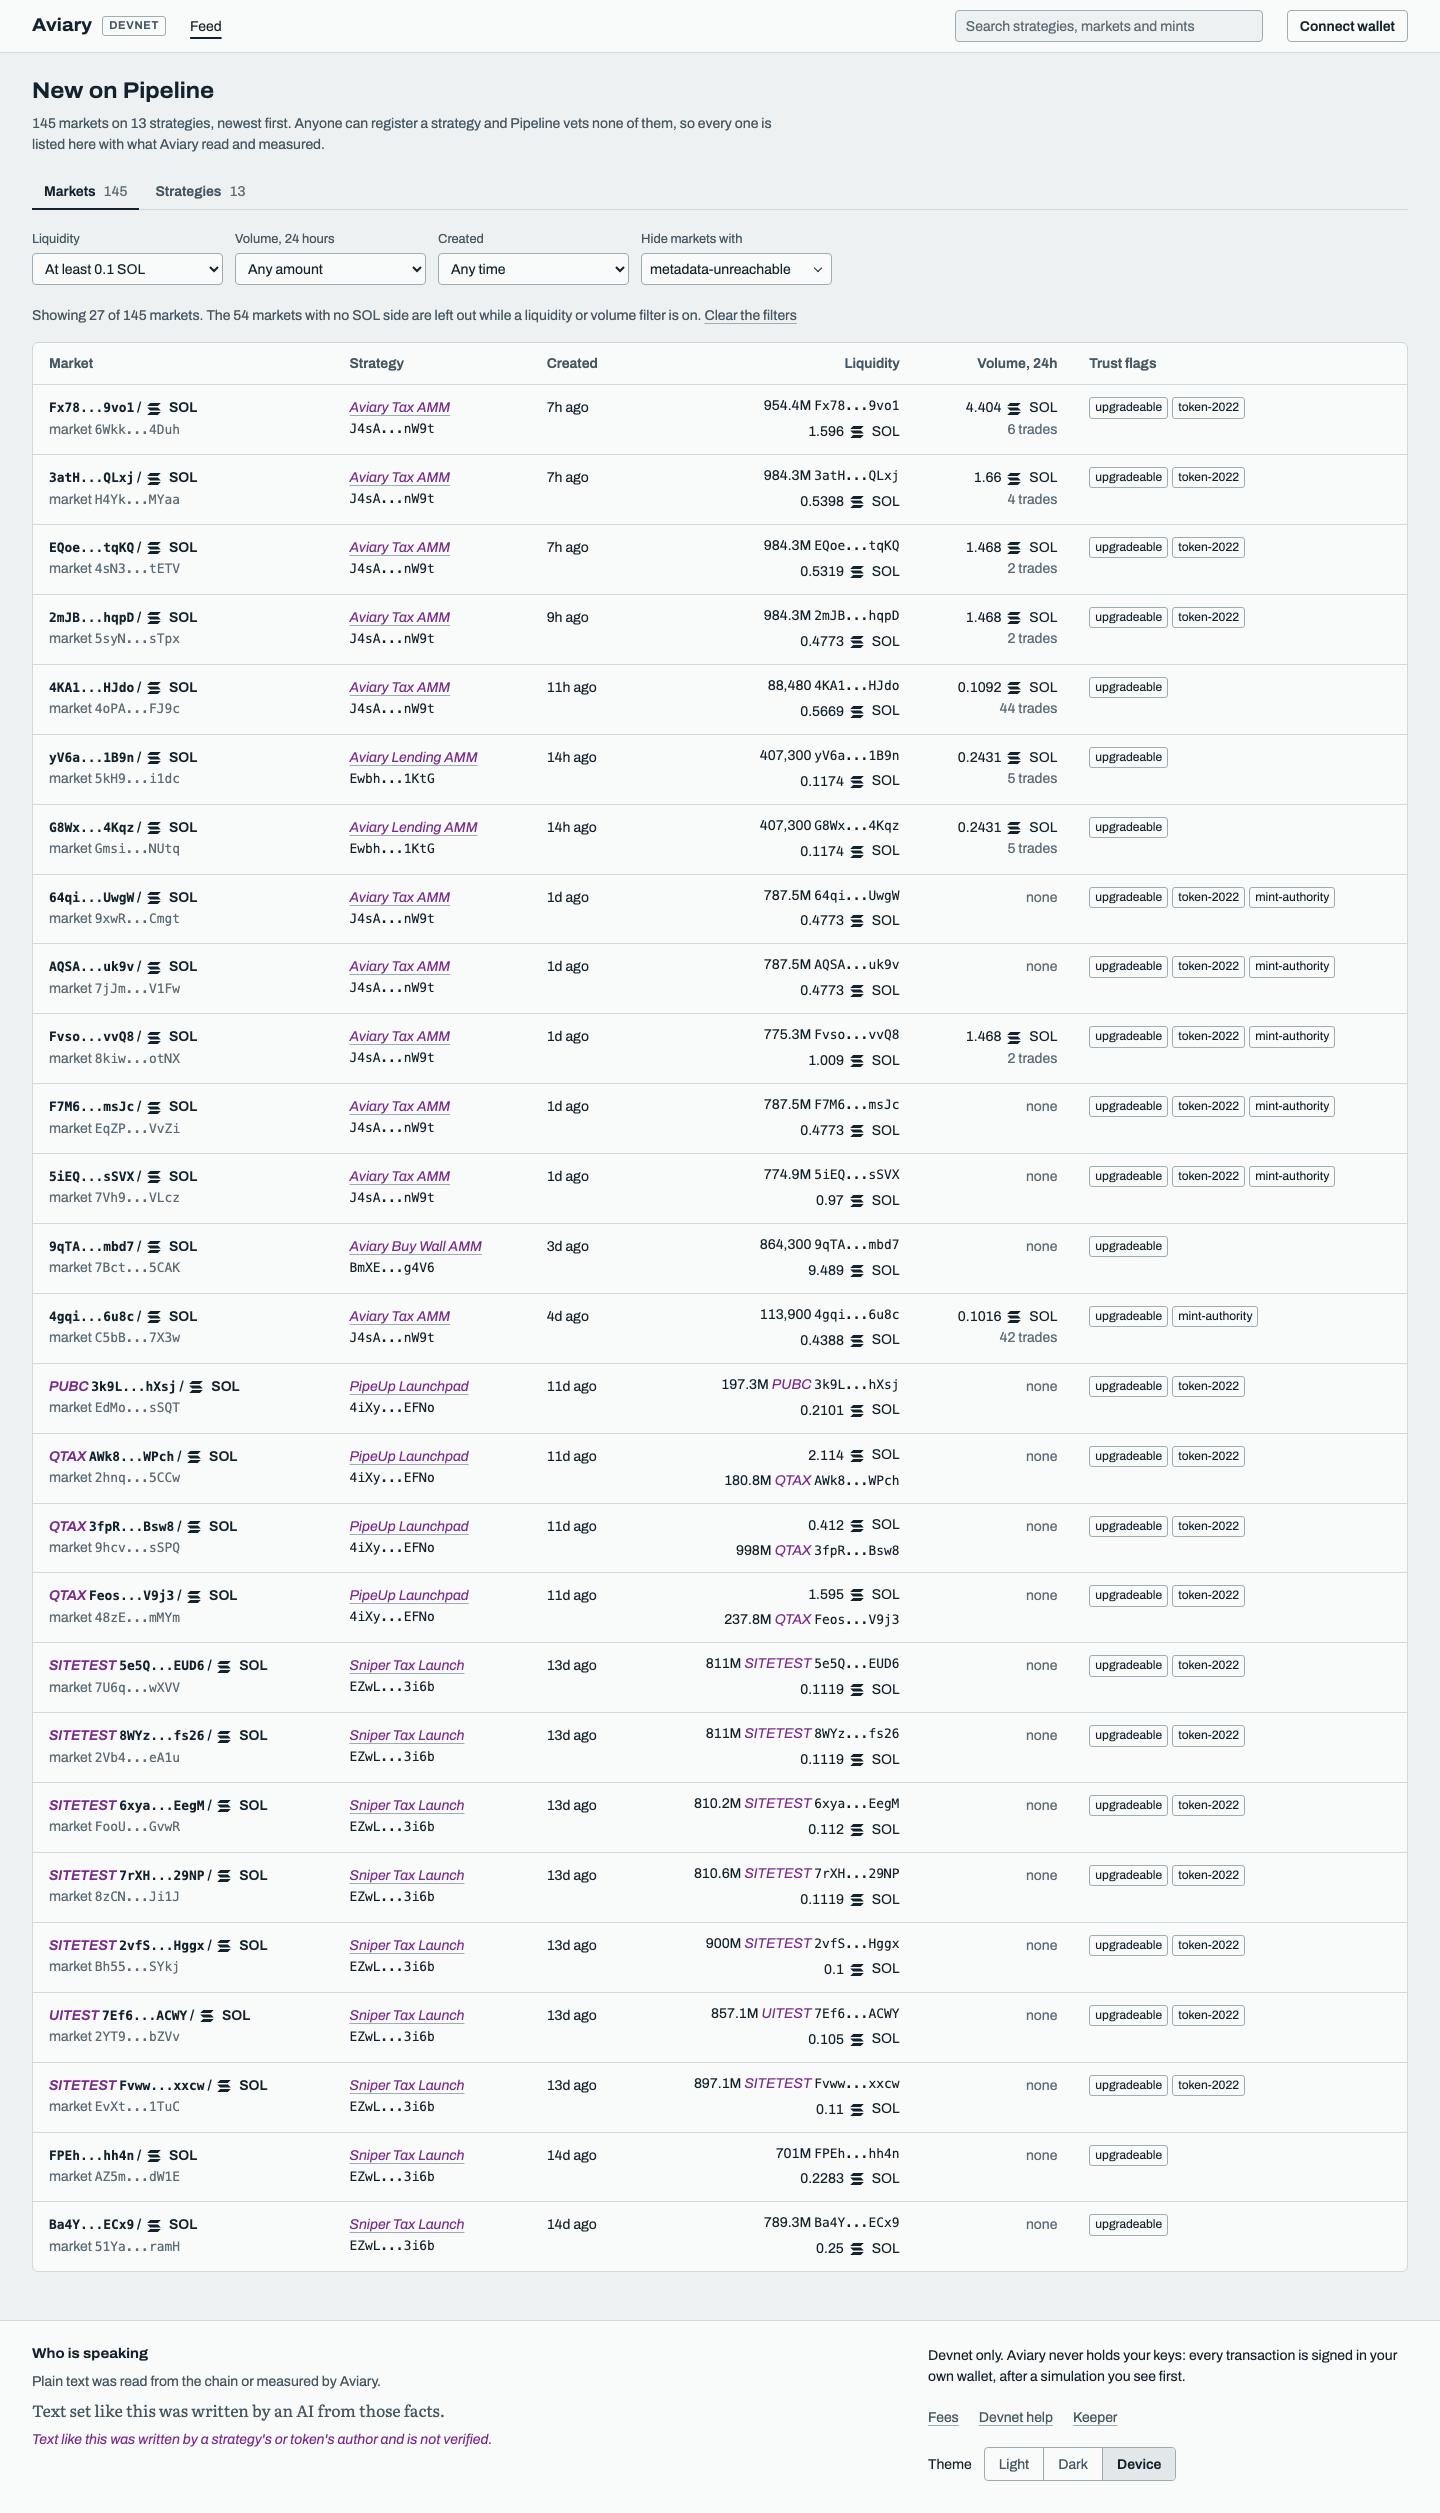 Aviary DEVNET Feed Search strategies, markets and mints Connect wallet
New on Pipeline
145 markets on 13 strategies, newest first. Anyone can register a strategy and Pipeline vets none of them, so every one is
listed here with what Aviary read and measured.
Markets 145 Strategies 13
Liquidity Volume, 24 hours Created Hide markets with
At least 0.1 SOL Any amount Any time metadata-unreachable
Showing 27 of 145 markets. The 54 markets with no SOL side are left out while a liquidity or volume filter is on. Clear the filters
Market Strategy Created Liquidity Volume, 24h Trust flags
Fx78...9vo1 / SOL Aviary Tax AMM 7h ago 954.4M Fx78...9vo1 4.404 SOL upgradeable token-2022
market 6Wkk...4Duh J4sA...nW9t 1.596 SOL 6 trades
3atH...QLxj / SOL Aviary Tax AMM 7h ago 984.3M 3atH...QLxj 1.66 SOL upgradeable token-2022
market H4Yk...MYaa J4sA...nW9t 0.5398 SOL 4 trades
EQoe...tqKQ / SOL Aviary Tax AMM 7h ago 984.3M EQoe...tqKQ 1.468 SOL upgradeable token-2022
market 4sN3...tETV J4sA...nW9t 0.5319 SOL 2 trades
2mJB...hqpD / SOL Aviary Tax AMM 9h ago 984.3M 2mJB...hqpD 1.468 SOL upgradeable token-2022
market 5syN...sTpx J4sA...nW9t 0.4773 SOL 2 trades
4KA1...HJdo / SOL Aviary Tax AMM 11h ago 88,480 4KA1...HJdo 0.1092 SOL upgradeable
market 4oPA...FJ9c J4sA...nW9t 0.5669 SOL 44 trades
yV6a...1B9n / SOL Aviary Lending AMM 14h ago 407,300 yV6a...1B9n 0.2431 SOL upgradeable
market 5kH9...i1dc Ewbh...1KtG 0.1174 SOL 5 trades
G8Wx...4Kqz / SOL Aviary Lending AMM 14h ago 407,300 G8Wx...4Kqz 0.2431 SOL upgradeable
market Gmsi...NUtq Ewbh...1KtG 0.1174 SOL 5 trades
64qi...UwgW / SOL Aviary Tax AMM 1d ago 787.5M 64qi...UwgW none upgradeable token-2022 mint-authority
market 9xwR...Cmgt J4sA...nW9t 0.4773 SOL
AQSA...uk9v / SOL Aviary Tax AMM 1d ago 787.5M AQSA...uk9v none upgradeable token-2022 mint-authority
market 7jJm...V1Fw J4sA...nW9t 0.4773 SOL
Fvso...vvQ8 / SOL Aviary Tax AMM 1d ago 775.3M Fvso...vvQ8 1.468 SOL upgradeable token-2022 mint-authority
market 8kiw...otNX J4sA...nW9t 1.009 SOL 2 trades
F7M6...msJc / SOL Aviary Tax AMM 1d ago 787.5M F7M6...msJc none upgradeable token-2022 mint-authority
market EqZP...VvZi J4sA...nW9t 0.4773 SOL
5iEQ...sSVX / SOL Aviary Tax AMM 1d ago 774.9M 5iEQ...sSVX none upgradeable token-2022 mint-authority
market 7Vh9...VLcz J4sA...nW9t 0.97 SOL
9qTA...mbd7 / SOL Aviary Buy Wall AMM 3d ago 864,300 9qTA...mbd7 none upgradeable
market 7Bct...5CAK BmXE...g4V6 9.489 SOL
4gqi...6u8c / SOL Aviary Tax AMM 4d ago 113,900 4gqi...6u8c 0.1016 SOL upgradeable mint-authority
market C5bB...7X3w J4sA...nW9t 0.4388 SOL 42 trades
PUBC 3k9L...hXsj / SOL PipeUp Launchpad 11d ago 197.3M PUBC 3k9L...hXsj none upgradeable token-2022
market EdMo...sSQT 4iXy...EFNo 0.2101 SOL
QTAX AWk8...WPch / SOL PipeUp Launchpad 11d ago 2.114 SOL none upgradeable token-2022
market 2hnq...5CCw 4iXy...EFNo 180.8M QTAX AWk8...WPch
QTAX 3fpR...Bsw8 / SOL PipeUp Launchpad 11d ago 0.412 SOL none upgradeable token-2022
market 9hcv...sSPQ 4iXy...EFNo 998M QTAX 3fpR...Bsw8
QTAX Feos...V9j3 / SOL PipeUp Launchpad 11d ago 1.595 SOL none upgradeable token-2022
market 48zE...mMYm 4iXy...EFNo 237.8M QTAX Feos...V9j3
SITETEST 5e5Q...EUD6 / SOL Sniper Tax Launch 13d ago 811M SITETEST 5e5Q...EUD6 none upgradeable token-2022
market 7U6q...wXVV EZwL...3i6b 0.1119 SOL
SITETEST 8WYz...fs26 / SOL Sniper Tax Launch 13d ago 811M SITETEST 8WYz...fs26 none upgradeable token-2022
market 2Vb4...eA1u EZwL...3i6b 0.1119 SOL
SITETEST 6xya...EegM / SOL Sniper Tax Launch 13d ago 810.2M SITETEST 6xya...EegM none upgradeable token-2022
market FooU...GvwR EZwL...3i6b 0.112 SOL
SITETEST 7rXH...29NP / SOL Sniper Tax Launch 13d ago 810.6M SITETEST 7rXH...29NP none upgradeable token-2022
market 8zCN...Ji1J EZwL...3i6b 0.1119 SOL
SITETEST 2vfS...Hggx / SOL Sniper Tax Launch 13d ago 900M SITETEST 2vfS...Hggx none upgradeable token-2022
market Bh55...SYkj EZwL...3i6b 0.1 SOL
UITEST 7Ef6...ACWY / SOL Sniper Tax Launch 13d ago 857.1M UITEST 7Ef6...ACWY none upgradeable token-2022
market 2YT9...bZVv EZwL...3i6b 0.105 SOL
SITETEST Fvww...xxcw / SOL Sniper Tax Launch 13d ago 897.1M SITETEST Fvww...xxcw none upgradeable token-2022
market EvXt...1TuC EZwL...3i6b 0.11 SOL
FPEh...hh4n / SOL Sniper Tax Launch 14d ago 701M FPEh...hh4n none upgradeable
market AZ5m...dW1E EZwL...3i6b 0.2283 SOL
Ba4Y...ECx9 / SOL Sniper Tax Launch 14d ago 789.3M Ba4Y...ECx9 none upgradeable
market 51Ya...ramH EZwL...3i6b 0.25 SOL
Who is speaking
Plain text was read from the chain or measured by Aviary.
Text set like this was written by an AI from those facts.
Text like this was written by a strategy's or token's author and is not verified.
Devnet only. Aviary never holds your keys: every transaction is signed in your
own wallet, after a simulation you see first.
Fees Devnet help Keeper
Theme Light Dark Device